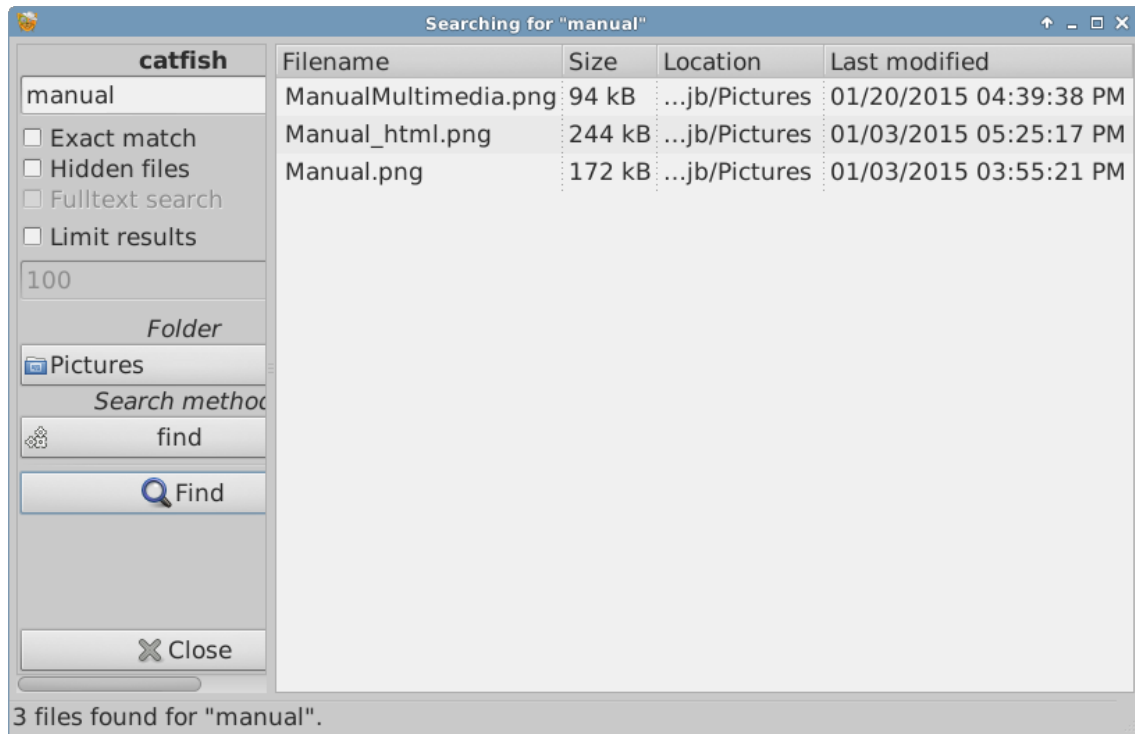 Searching for "manual"
catfish
manual
Exact match
Hidden files
Fulltext search
Limit results
100
Folder
Pictures
Search method
find
Find
Close
Filename Size Location Last modified
ManualMultimedia.png 94 kB ...jb/Pictures 01/20/2015 04:39:38 PM
Manual_html.png 244 kB ...jb/Pictures 01/03/2015 05:25:17 PM
Manual.png 172 kB ...jb/Pictures 01/03/2015 03:55:21 PM
3 files found for "manual".